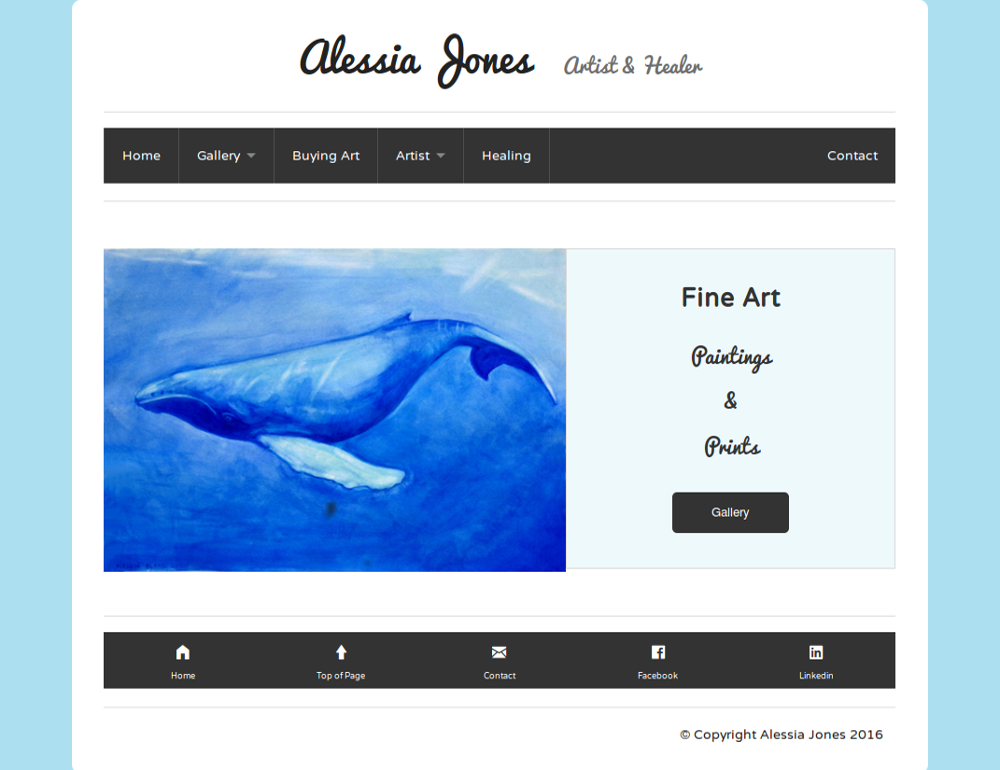 Alessia Jones Artist & Healer
Home Gallery Buying Art Artist Healing Contact
Fine Art
Paintings
&
Prints
Gallery
Home Top of Page Contact Facebook Linkedin
© Copyright Alessia Jones 2016